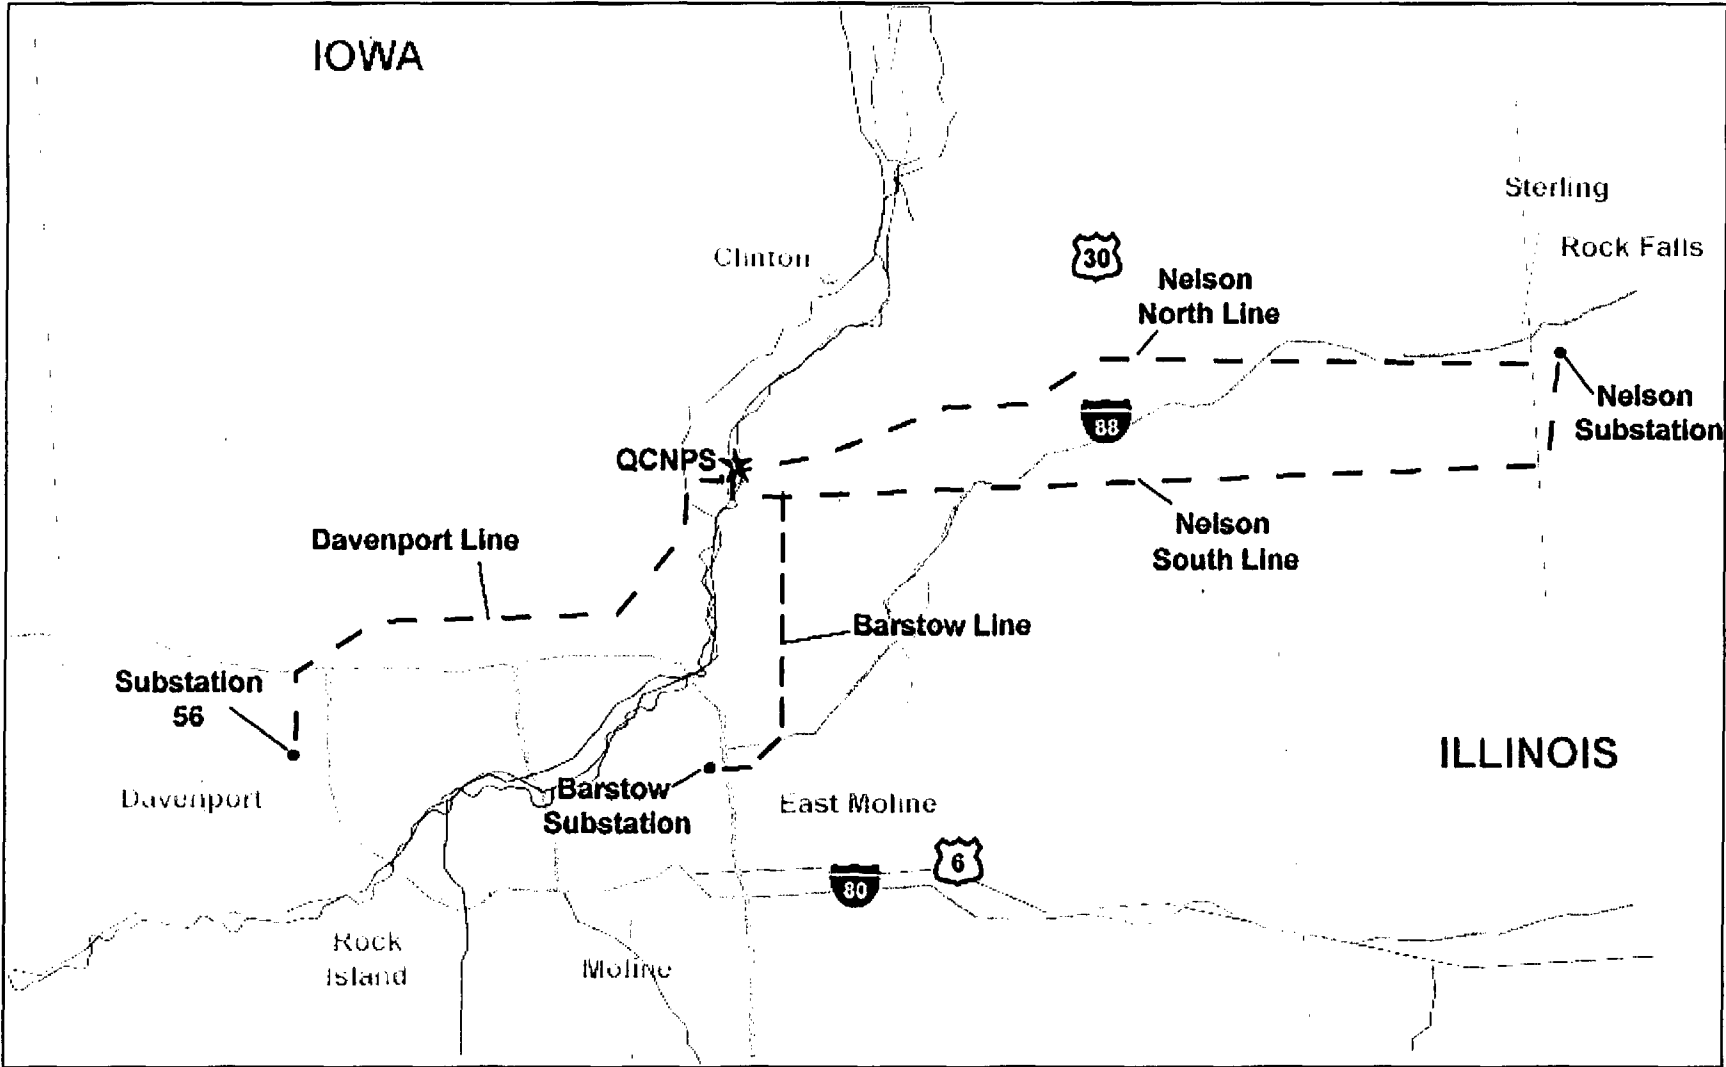 IOWA
Sterling
Rock Falls
Clinton
30
Nelson
North Line
Nelson
Substation
88
QCNPS
Nelson
South Line
Davenport Line
Barstow Line
Substation
56
ILLINOIS
Davenport
Barstow
Substation
East Moline
6
80
Rock
Island
Moline